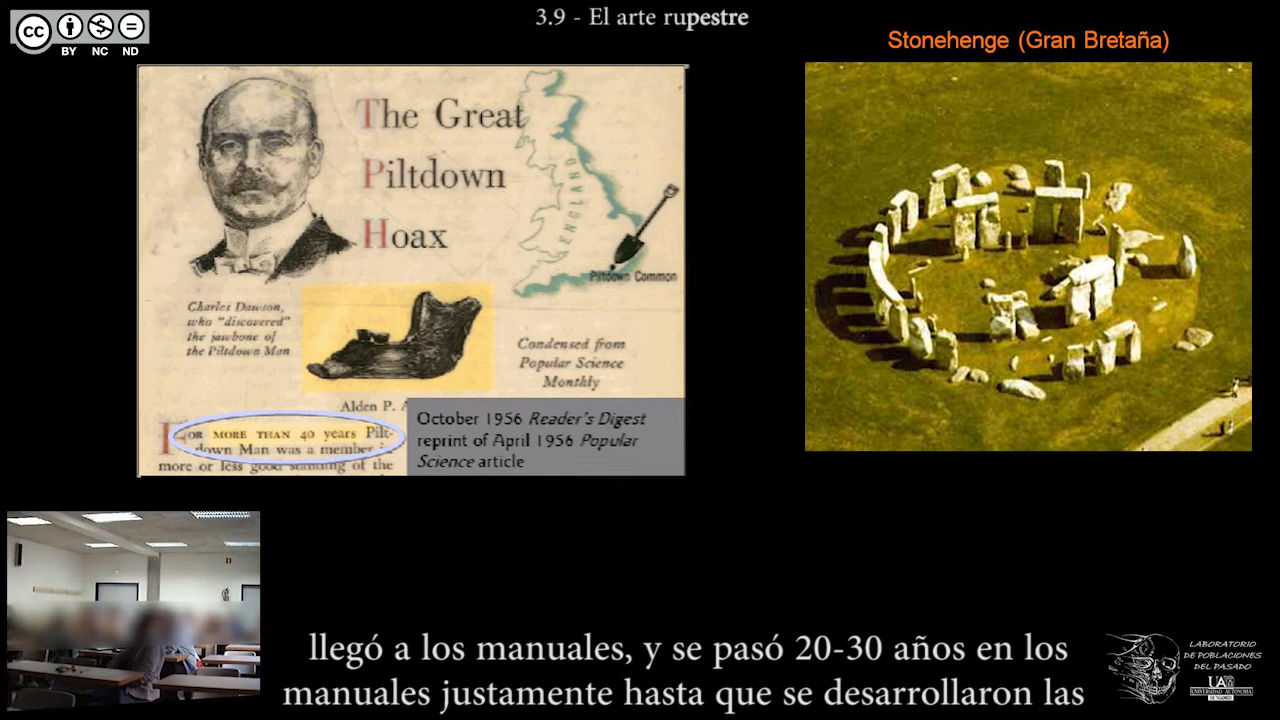 3.9 - El arte rupestre
BY NC ND
Stonehenge (Gran Bretaña)
The Great
Piltdown
Hoax
ENGLAND
Piltdown Common
Charles Dawson,
who "discovered"
the jawbone of
the Piltdown Man
Condensed from
Popular Science
Monthly
Alden P.
FOR MORE THAN 40 years Pilt-
down Man was a member
more or less good standing of the
October 1956 Reader's Digest
reprint of April 1956 Popular
Science article
llegó a los manuales, y se pasó 20-30 años en los
manuales justamente hasta que se desarrollaron las
LABORATORIO
DE POBLACIONES
DEL PASADO
UAM
UNIVERSIDAD AUTONOMA
DE MADRID